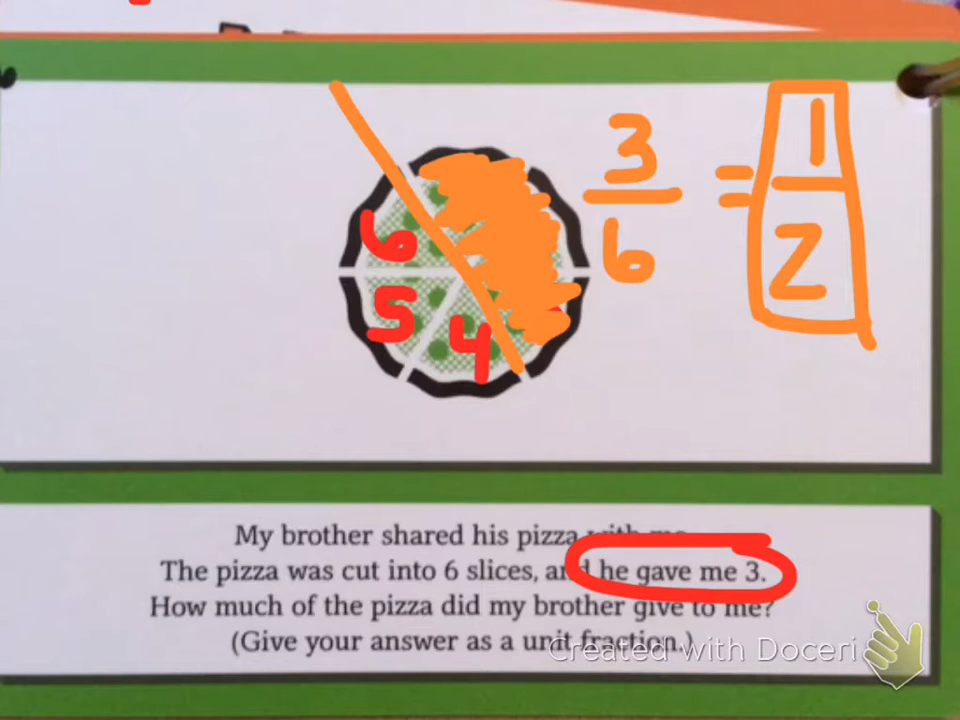 3/6 = 1/2
6
5
4
My brother shared his pizza with me.
The pizza was cut into 6 slices, and he gave me 3.
How much of the pizza did my brother give to me?
(Give your answer as a unit fraction.)
Created with Doceri